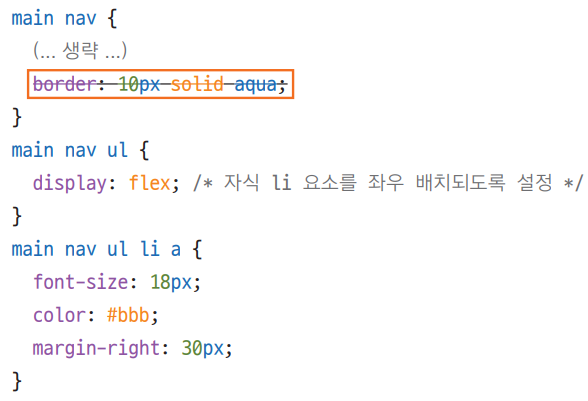 main nav {
(... 생략 ...)
border: 10px solid aqua;
}
main nav ul {
display: flex; /* 자식 li 요소를 좌우 배치되도록 설정 */
}
main nav ul li a {
font-size: 18px;
color: #bbb;
margin-right: 30px;
}